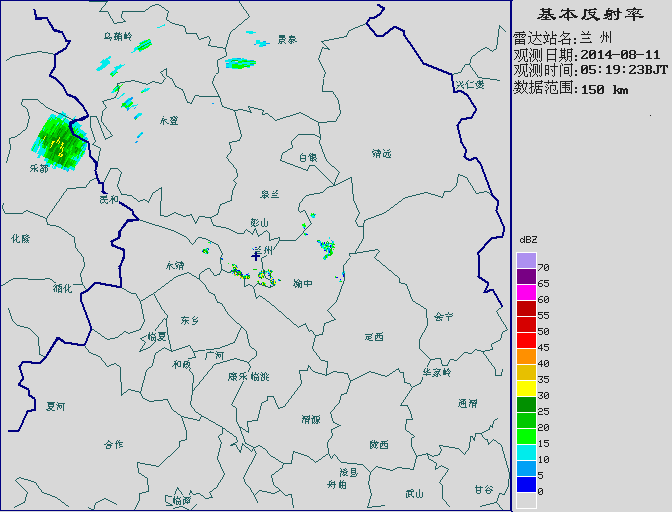 基本反射率
雷达站名:兰 州
观测日期:2014-08-11
观测时间:05:19:23BJT
数据范围:150 km
乌鞘岭
景泰
兴仁堡
永登
白银
靖远
乐都
皋兰
民和
彭山
化隆
兰州
永靖
榆中
循化
东乡
会宁
临夏
定西
广河
和政
康乐
临洮
华家岭
夏河
渭源
通渭
合作
陇西
漳县
岷山
武山
甘谷
临潭
dBZ
70
65
60
55
50
45
40
35
30
25
20
15
10
5
0